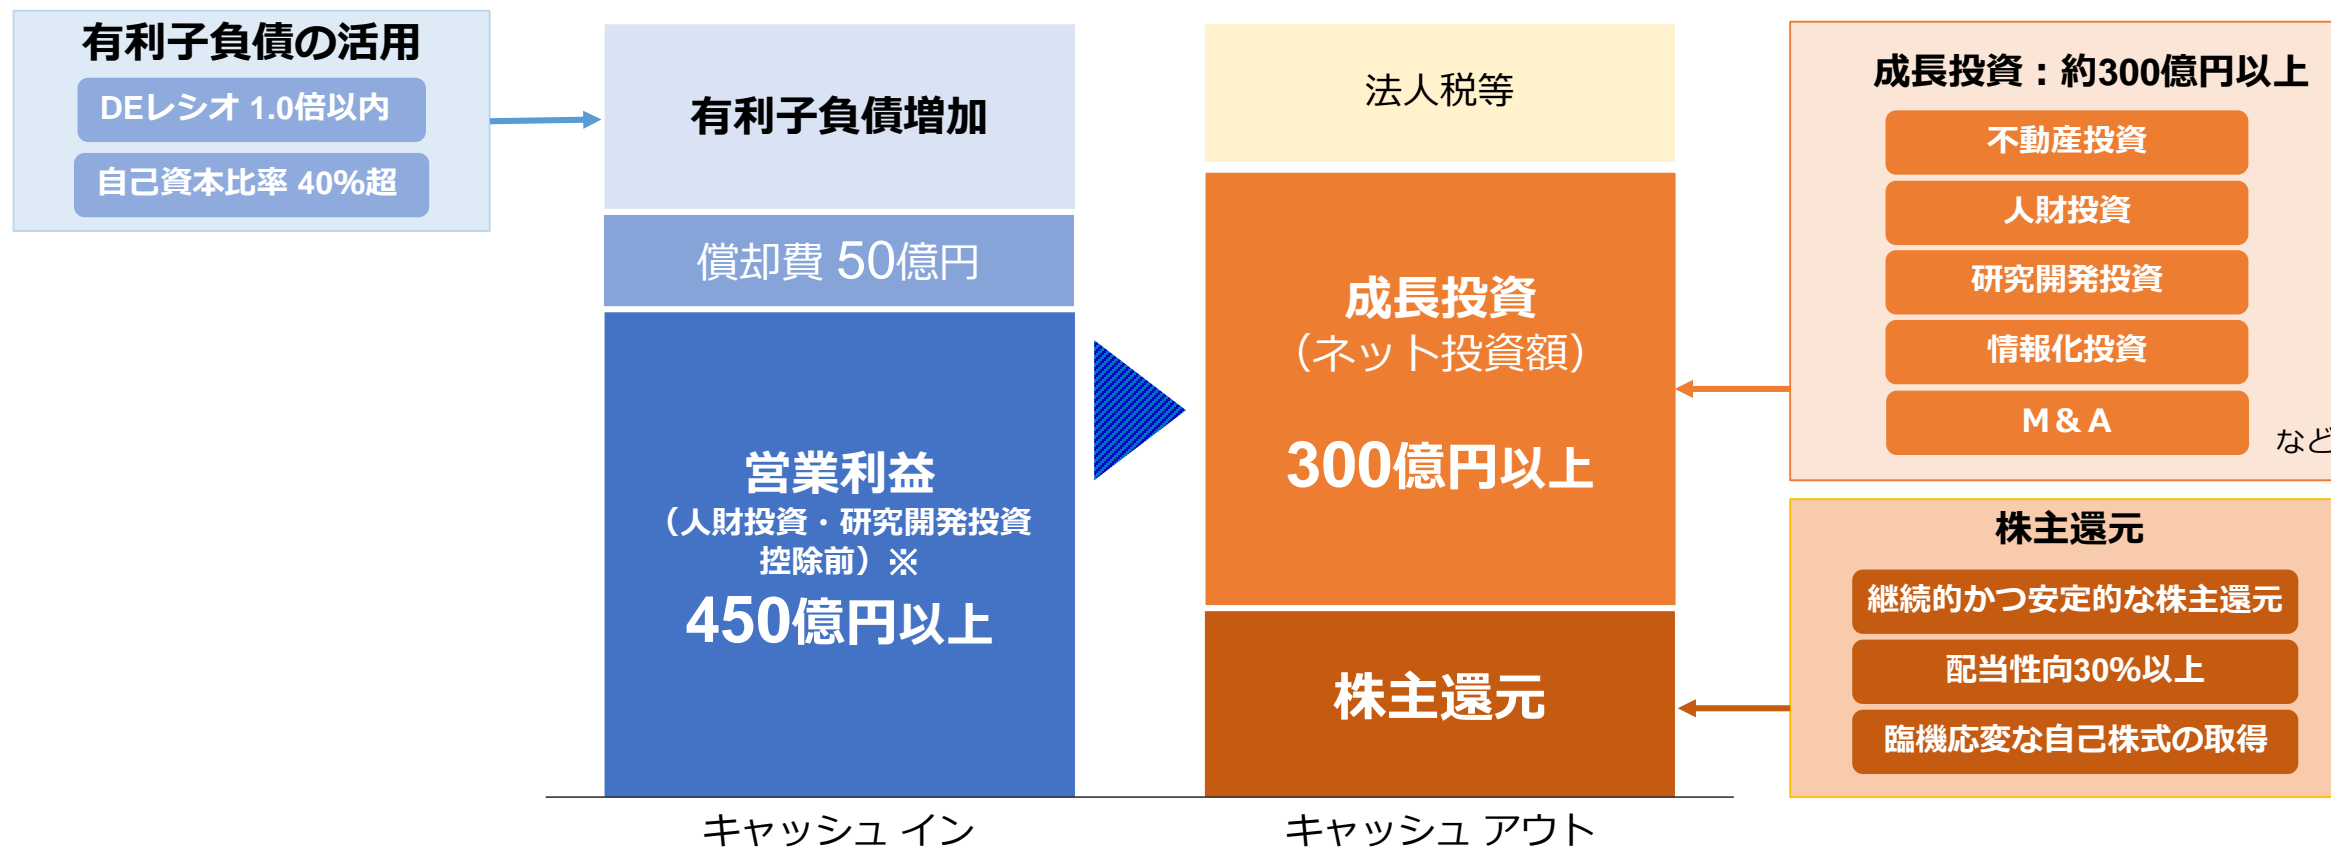 有利子負債の活用
DEレシオ 1.0倍以内
自己資本比率 40%超
有利子負債増加
償却費 50億円
営業利益
（人財投資・研究開発投資
控除前）※
450億円以上
キャッシュ イン
法人税等
成長投資
（ネット投資額）
300億円以上
株主還元
キャッシュ アウト
成長投資：約300億円以上
不動産投資
人財投資
研究開発投資
情報化投資
M＆A
など
株主還元
継続的かつ安定的な株主還元
配当性向30%以上
臨機応変な自己株式の取得